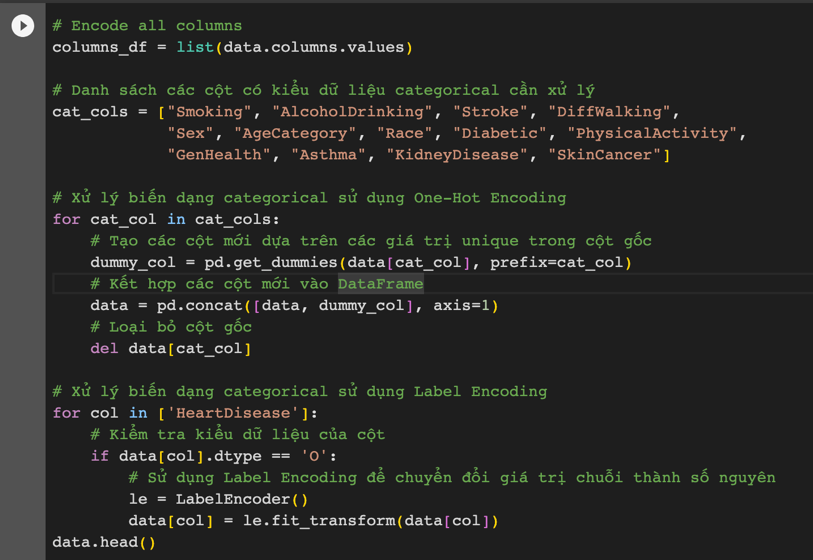 # Encode all columns
columns_df = list(data.columns.values)
# Danh sách các cột có kiểu dữ liệu categorical cần xử lý
cat_cols = ["Smoking", "AlcoholDrinking", "Stroke", "DiffWalking",
"Sex", "AgeCategory", "Race", "Diabetic", "PhysicalActivity",
"GenHealth", "Asthma", "KidneyDisease", "SkinCancer"]
# Xử lý biến dạng categorical sử dụng One-Hot Encoding
for cat_col in cat_cols:
# Tạo các cột mới dựa trên các giá trị unique trong cột gốc
dummy_col = pd.get_dummies(data[cat_col], prefix=cat_col)
# Kết hợp các cột mới vào DataFrame
data = pd.concat([data, dummy_col], axis=1)
# Loại bỏ cột gốc
del data[cat_col]
# Xử lý biến dạng categorical sử dụng Label Encoding
for col in ['HeartDisease']:
# Kiểm tra kiểu dữ liệu của cột
if data[col].dtype == 'O':
# Sử dụng Label Encoding để chuyển đổi giá trị chuỗi thành số nguyên
le = LabelEncoder()
data[col] = le.fit_transform(data[col])
data.head()